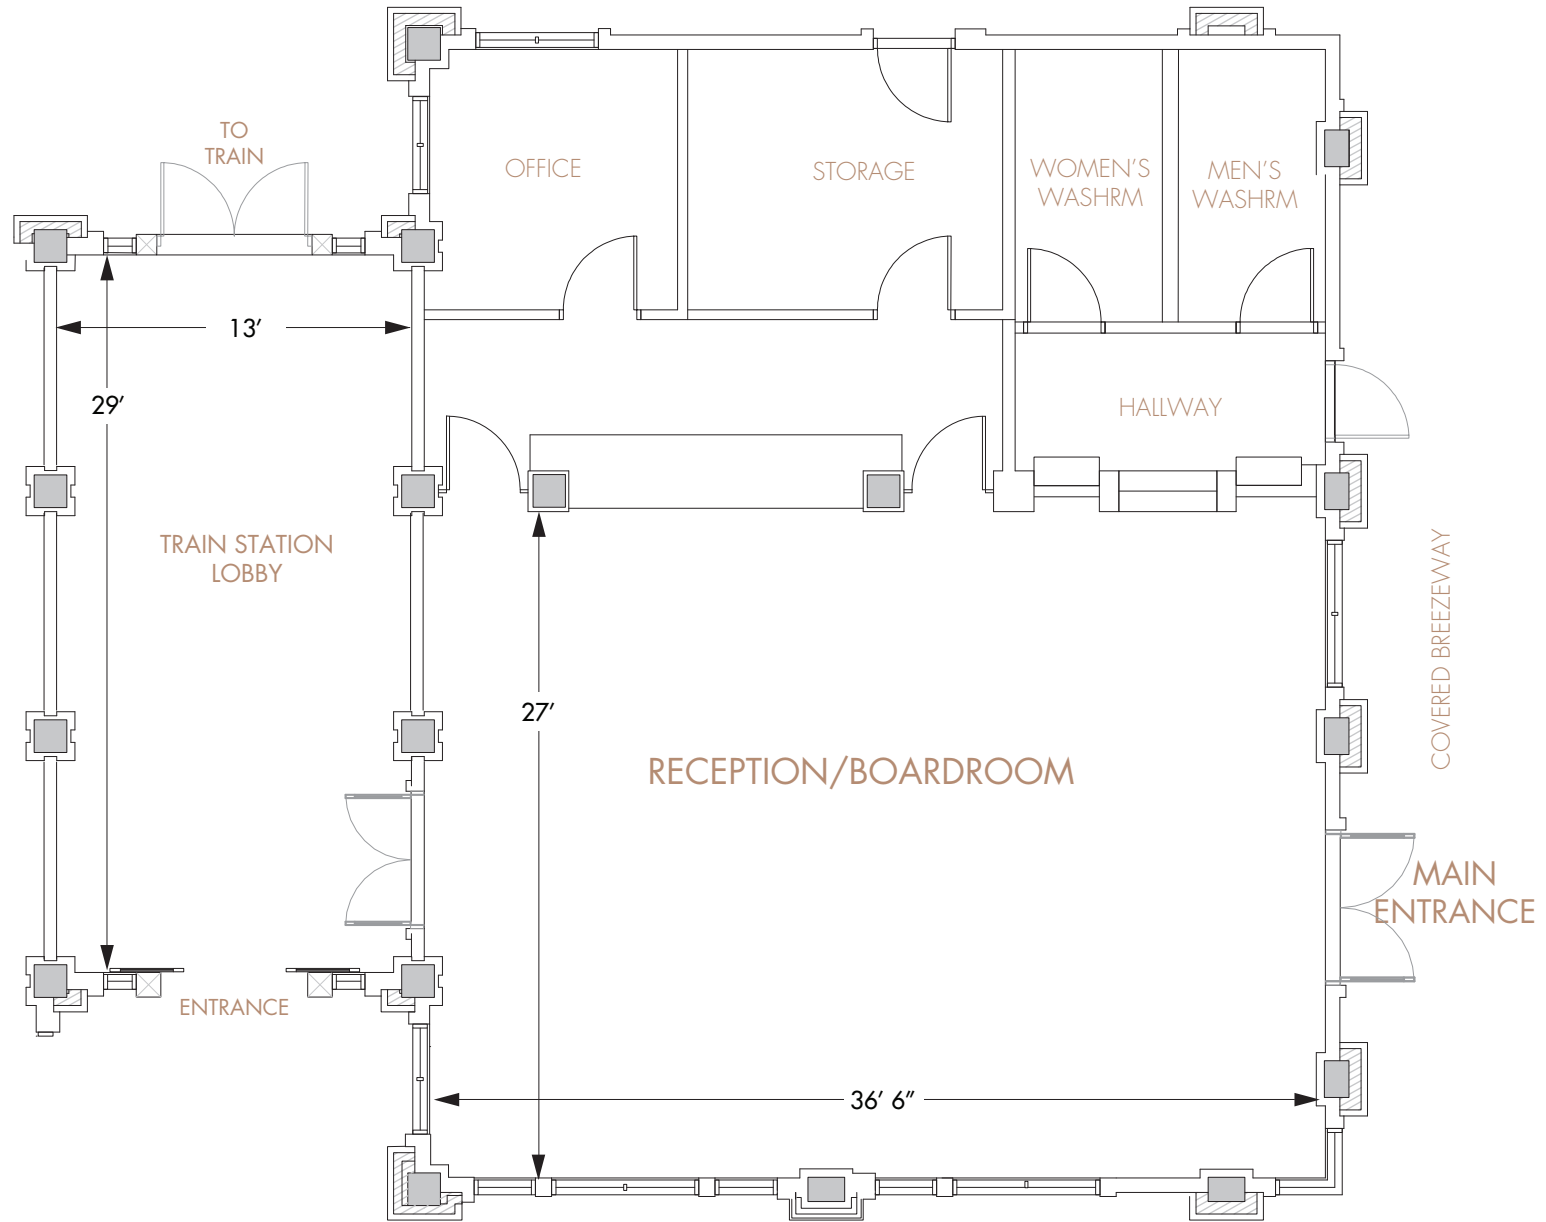 TO
TRAIN
OFFICE
STORAGE
WOMEN’S
WASHRM
MEN’S
WASHRM
13’
29’
HALLWAY
TRAIN STATION
LOBBY
27’
RECEPTION/BOARDROOM
COVERED BREEZEWAY
MAIN
ENTRANCE
ENTRANCE
36’ 6”